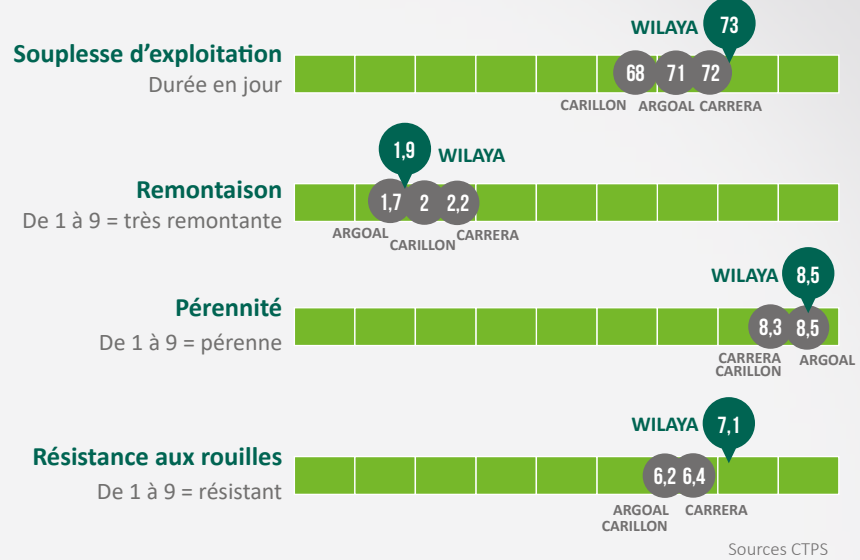 WILAYA 73
Souplesse d'exploitation
Durée en jour
68 71 72
CARILLON ARGOAL CARRERA
1,9 WILAYA
Remontaison
De 1 à 9 = très remontante
1,7 2 2,2
ARGOAL CARILLON CARRERA
WILAYA 8,5
Pérennité
De 1 à 9 = pérenne
8,3 8,5
CARRERA ARGOAL
CARILLON
WILAYA 7,1
Résistance aux rouilles
De 1 à 9 = résistant
6,2 6,4
ARGOAL CARRERA
CARILLON
Sources CTPS